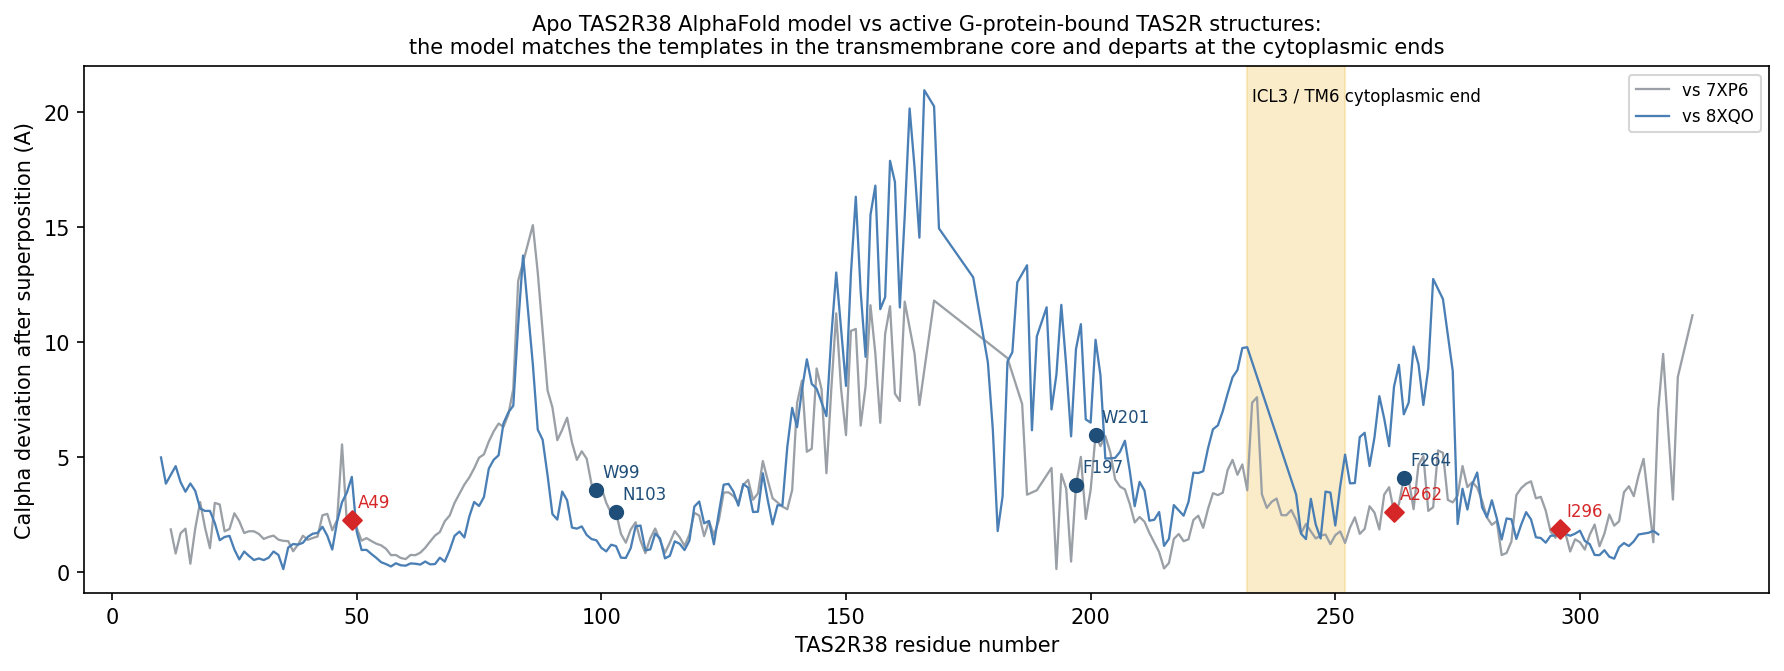 Apo TAS2R38 AlphaFold model vs active G-protein-bound TAS2R structures:
the model matches the templates in the transmembrane core and departs at the cytoplasmic ends
Calpha deviation after superposition (A)
20
15
10
5
0
ICL3 / TM6 cytoplasmic end
vs 7XP6
vs 8XQO
A49
W99
N103
F197
W201
A262
F264
I296
0
50
100
150
200
250
300
TAS2R38 residue number